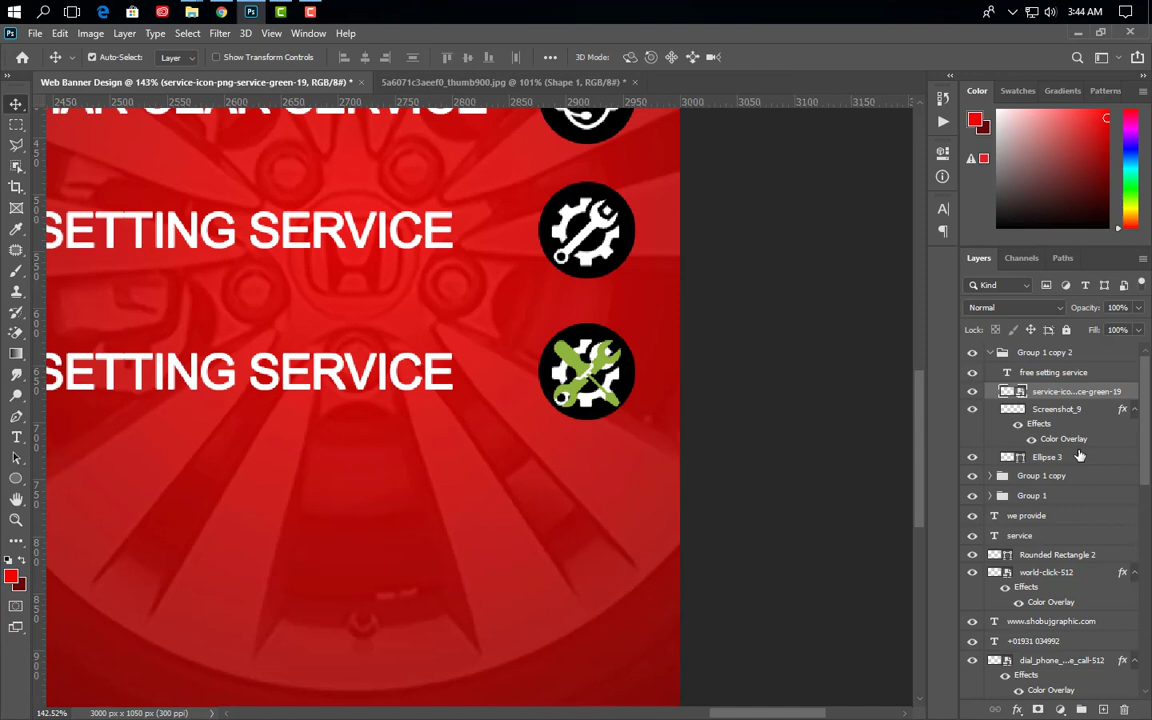 3:44 AM
Ps File Edit Image Layer Type Select Filter 3D View Window Help
Auto-Select: Layer Show Transform Controls 3D Mode:
Web Banner Design @ 143% (service-icon-png-service-green-19, RGB/8#) * × 5a6071c3aeef0_thumb900.jpg @ 101% (Shape 1, RGB/8#) * ×
2450 2500 2550 2600 2650 2700 2750 2800 2850 2900 2950 3000 3050 3100 3150
Color Swatches Gradients Patterns
SETTING SERVICE
SETTING SERVICE
Layers Channels Paths
Kind
Normal Opacity: 100%
Lock: Fill: 100%
Group 1 copy 2
T free setting service
service-ico...ce-green-19
Screenshot_9 fx
Effects
Color Overlay
Ellipse 3
Group 1 copy
Group 1
T we provide
T service
Rounded Rectangle 2
world-click-512 fx
Effects
Color Overlay
T www.shobujgraphic.com
T +01931 034992
dial_phone_...e_call-512 fx
Effects
Color Overlay
142.52% 3000 px x 1050 px (300 ppi)